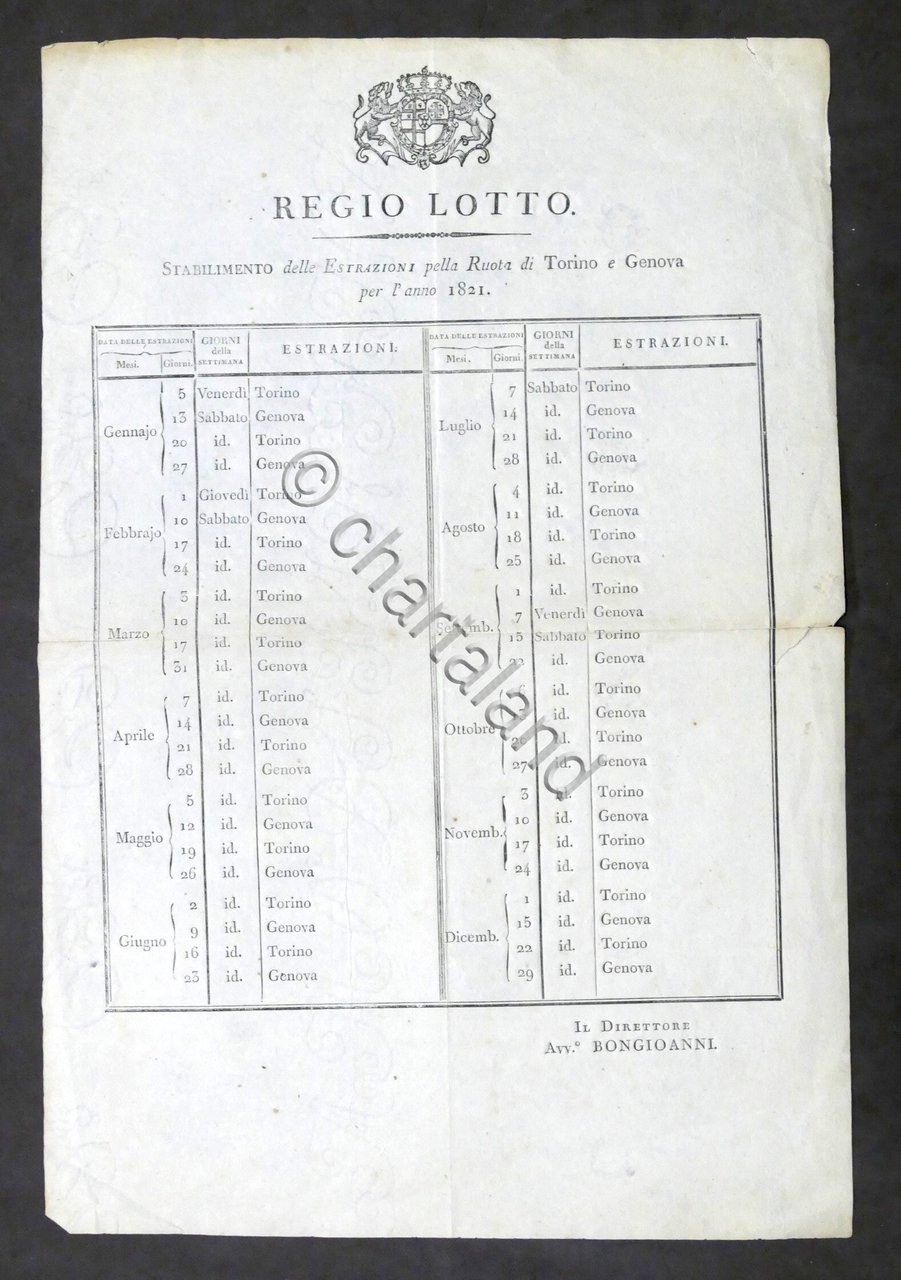 REGIO LOTTO.
STABILIMENTO delle ESTRAZIONI pella Ruota di Torino e Genova
per l'anno 1821.
DATA DELLE ESTRAZIONI GIORNI della SETTIMANA ESTRAZIONI.
Mesi. Giorni.
Gennajo
5 Venerdì Torino
13 Sabbato Genova
20 id. Torino
27 id. Genova
Febbrajo
1 Giovedì Torino
10 Sabbato Genova
17 id. Torino
24 id. Genova
Marzo
3 id. Torino
10 id. Genova
17 id. Torino
31 id. Genova
Aprile
7 id. Torino
14 id. Genova
21 id. Torino
28 id. Genova
Maggio
5 id. Torino
12 id. Genova
19 id. Torino
26 id. Genova
Giugno
2 id. Torino
9 id. Genova
16 id. Torino
23 id. Genova
DATA DELLE ESTRAZIONI GIORNI della SETTIMANA ESTRAZIONI.
Mesi. Giorni.
Luglio
7 Sabbato Torino
14 id. Genova
21 id. Torino
28 id. Genova
Agosto
4 id. Torino
11 id. Genova
18 id. Torino
25 id. Genova
Settemb.
1 id. Torino
7 Venerdì Genova
15 Sabbato Torino
22 id. Genova
Ottobre
6 id. Torino
id. Genova
20 id. Torino
27 id. Genova
Novemb.
3 id. Torino
10 id. Genova
17 id. Torino
24 id. Genova
Dicemb.
1 id. Torino
15 id. Genova
22 id. Torino
29 id. Genova
IL DIRETTORE
Avv.° BONGIOANNI.
© chartaland